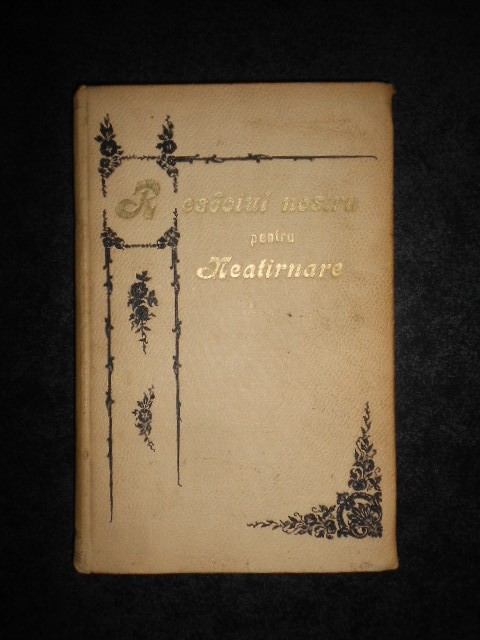 Resboiul nostru
pentru
Neatirnare